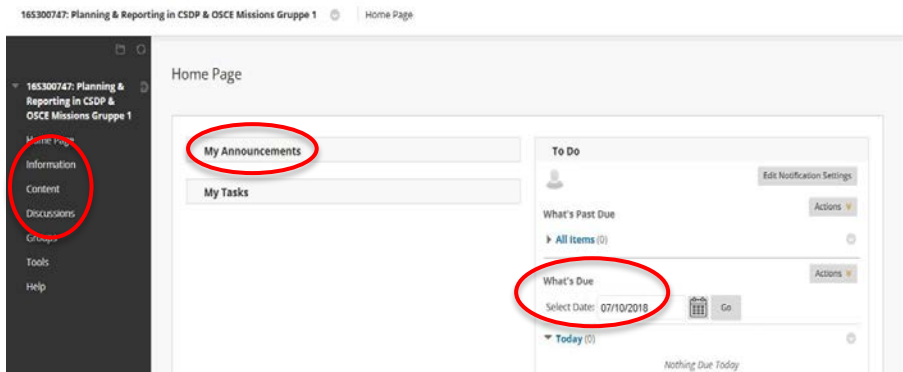 165300747: Planning & Reporting in CSDP & OSCE Missions Gruppe 1 Home Page
165300747: Planning &
Reporting in CSDP &
OSCE Missions Gruppe 1
Home Page
Information
Content
Discussions
Groups
Tools
Help
Home Page
My Announcements
My Tasks
To Do
Edit Notification Settings
What's Past Due
Actions
All Items (0)
What's Due
Actions
Select Date: 07/10/2018 Go
Today (0)
Nothing Due Today